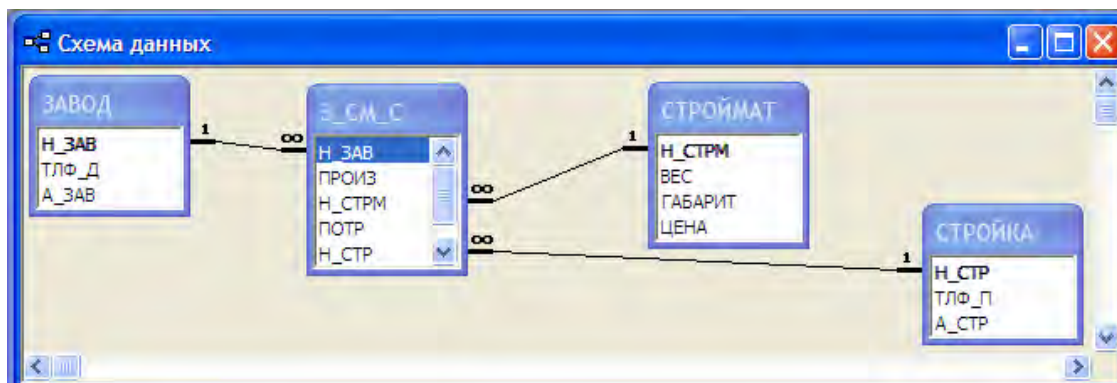 Схема данных
ЗАВОД
Н_ЗАВ
ТЛФ_Д
А_ЗАВ
1
∞
З_СМ_С
Н_ЗАВ
ПРОИЗ
Н_СТРМ
ПОТР
Н_СТР
∞
∞
1
СТРОЙМАТ
Н_СТРМ
ВЕС
ГАБАРИТ
ЦЕНА
1
СТРОЙКА
Н_СТР
ТЛФ_П
А_СТР